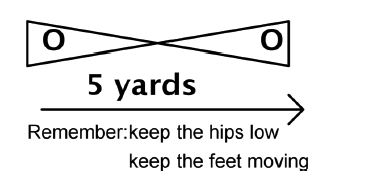 O O
5 yards
Remember:keep the hips low
keep the feet moving